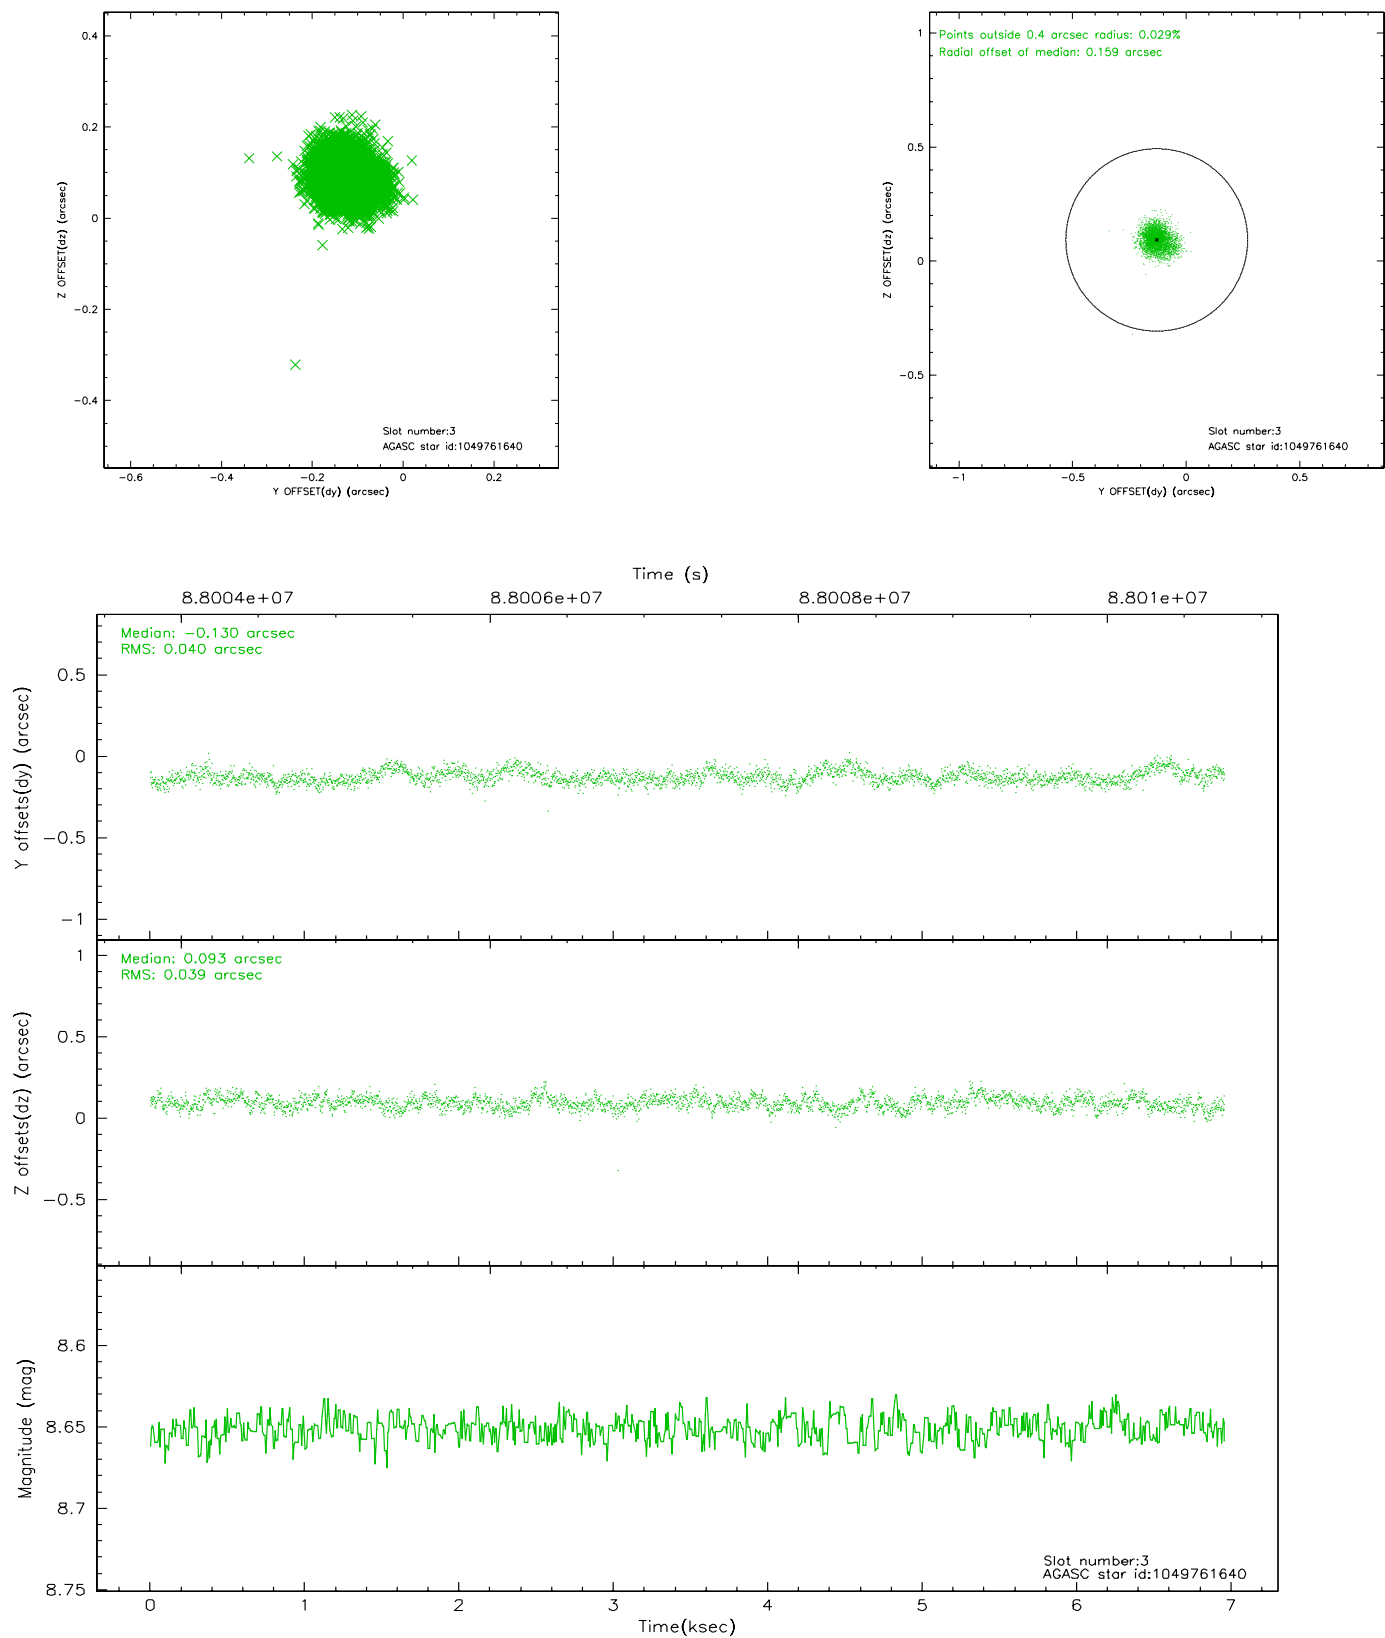 0.4
0.2
0
−0.2
−0.4
Z OFFSET(dz) (arcsec)
Slot number:3
AGASC star id:1049761640
−0.6 −0.4 −0.2 0 0.2
Y OFFSET(dy) (arcsec)
Points outside 0.4 arcsec radius: 0.029%
Radial offset of median: 0.159 arcsec
1
0.5
0
−0.5
Z OFFSET(dz) (arcsec)
Slot number:3
AGASC star id:1049761640
−1 −0.5 0 0.5
Y OFFSET(dy) (arcsec)
Time (s)
8.8004e+07 8.8006e+07 8.8008e+07 8.801e+07
Median: −0.130 arcsec
RMS: 0.040 arcsec
0.5
0
−0.5
−1
Y offsets(dy) (arcsec)
Median: 0.093 arcsec
RMS: 0.039 arcsec
1
0.5
0
−0.5
Z offsets(dz) (arcsec)
8.6
8.65
8.7
8.75
Magnitude (mag)
Slot number:3
AGASC star id:1049761640
0 1 2 3 4 5 6 7
Time(ksec)